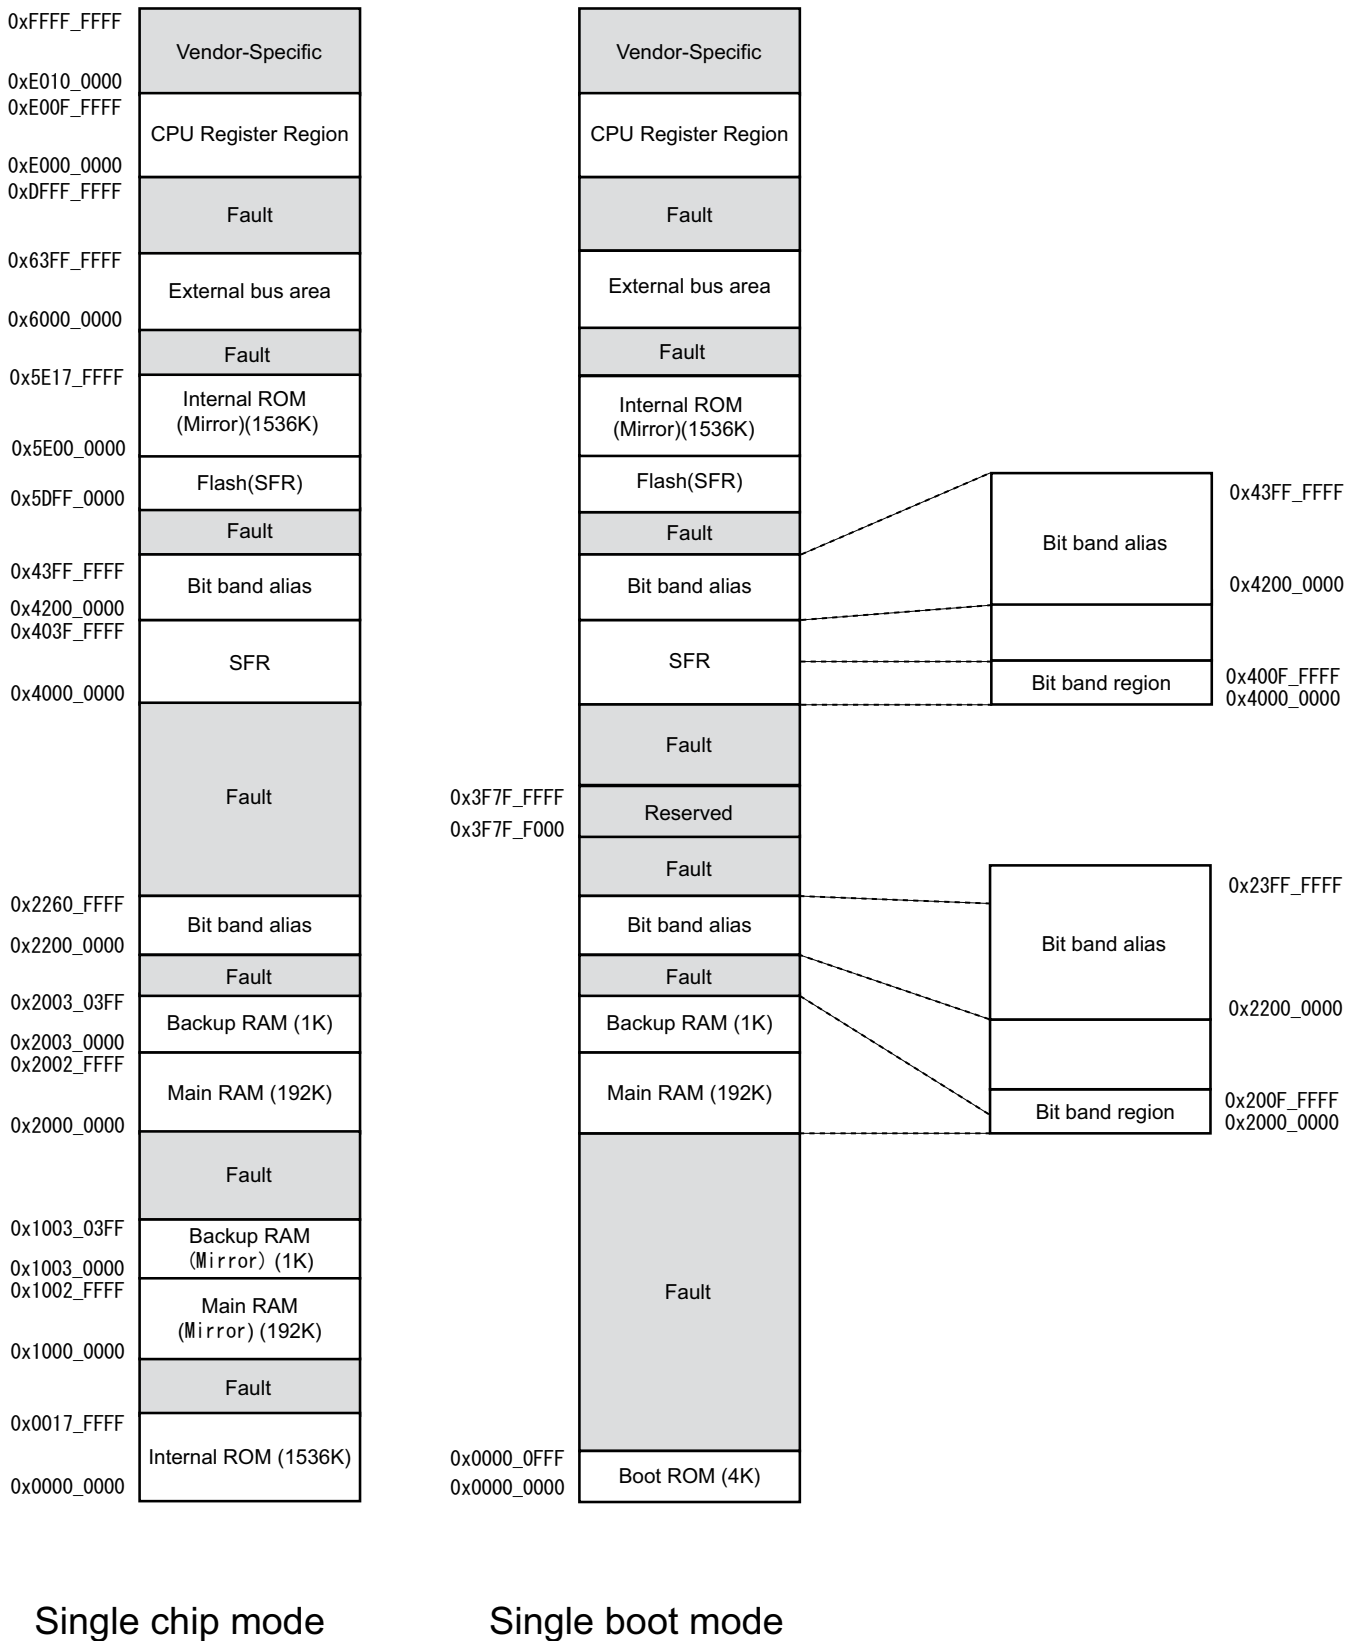 0xFFFF_FFFF
Vendor-Specific
0xE010_0000
0xE00F_FFFF
CPU Register Region
0xE000_0000
0xDFFF_FFFF
Fault
0x63FF_FFFF
External bus area
0x6000_0000
Fault
0x5E17_FFFF
Internal ROM
(Mirror)(1536K)
0x5E00_0000
Flash(SFR)
0x5DFF_0000
Fault
0x43FF_FFFF
Bit band alias
0x4200_0000
0x403F_FFFF
SFR
0x4000_0000
Fault
0x2260_FFFF
Bit band alias
0x2200_0000
Fault
0x2003_03FF
Backup RAM (1K)
0x2003_0000
0x2002_FFFF
Main RAM (192K)
0x2000_0000
Fault
0x1003_03FF
Backup RAM
(Mirror) (1K)
0x1003_0000
0x1002_FFFF
Main RAM
(Mirror) (192K)
0x1000_0000
Fault
0x0017_FFFF
Internal ROM (1536K)
0x0000_0000
Single chip mode
Vendor-Specific
CPU Register Region
Fault
External bus area
Fault
Internal ROM
(Mirror)(1536K)
Flash(SFR)
Fault
Bit band alias
SFR
Fault
0x3F7F_FFFF
Reserved
0x3F7F_F000
Fault
Bit band alias
Fault
Backup RAM (1K)
Main RAM (192K)
Fault
0x0000_0FFF
Boot ROM (4K)
0x0000_0000
Single boot mode
0x43FF_FFFF
Bit band alias
0x4200_0000
0x400F_FFFF
Bit band region
0x4000_0000
0x23FF_FFFF
Bit band alias
0x2200_0000
0x200F_FFFF
Bit band region
0x2000_0000